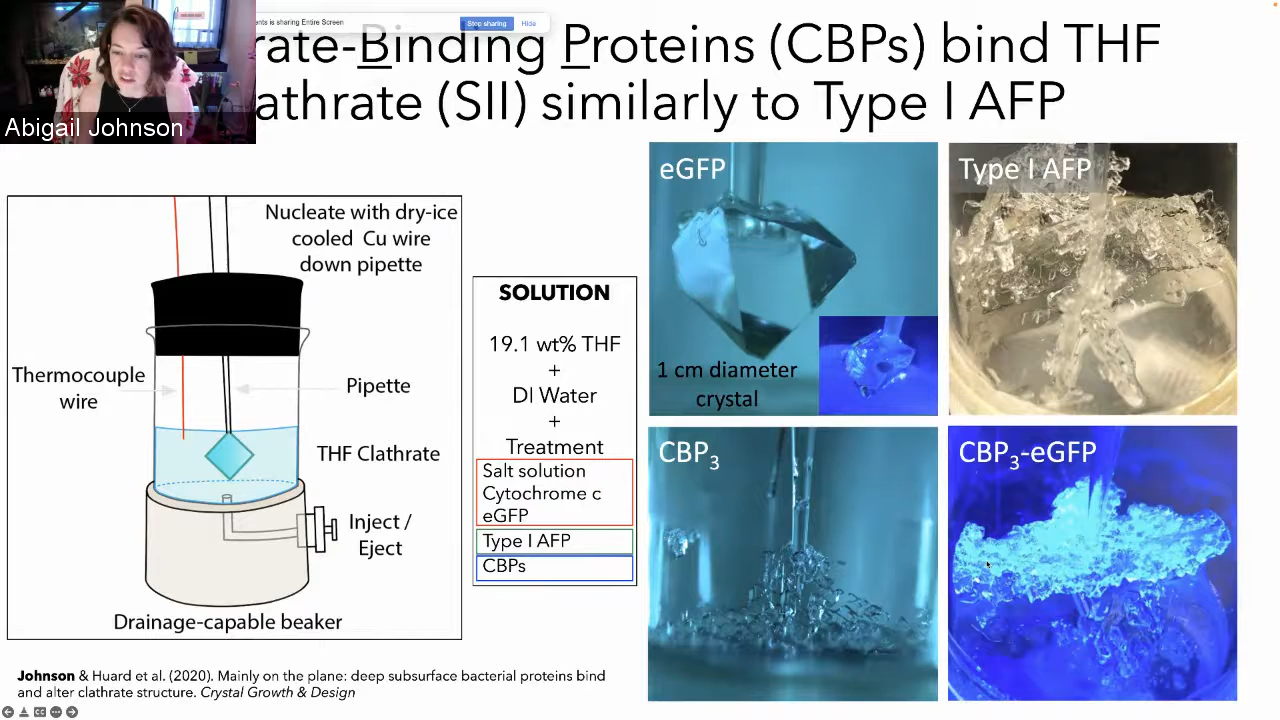 ents is sharing Entire Screen
Stop sharing
Hide
rate-Binding Proteins (CBPs) bind THF
lathrate (SII) similarly to Type I AFP
Abigail Johnson
Nucleate with dry-ice
cooled Cu wire
down pipette
Thermocouple
wire
Pipette
THF Clathrate
Inject /
Eject
Drainage-capable beaker
SOLUTION
19.1 wt% THF
+
DI Water
+
Treatment
Salt solution
Cytochrome c
eGFP
Type I AFP
CBPs
eGFP
1 cm diameter
crystal
Type I AFP
CBP3
CBP3-eGFP
Johnson & Huard et al. (2020). Mainly on the plane: deep subsurface bacterial proteins bind
and alter clathrate structure. Crystal Growth & Design